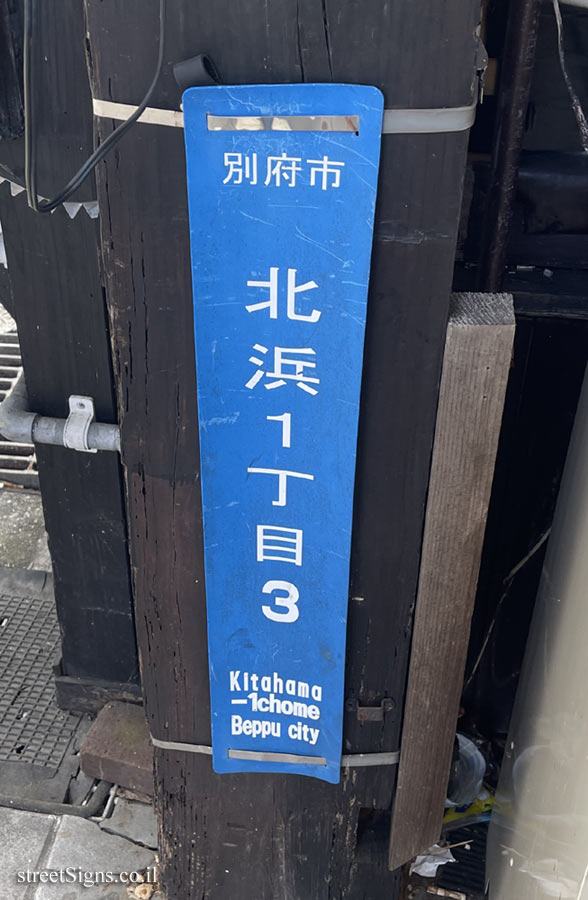 別府市
北浜1丁目3
Kitahama
-1chome
Beppu city
streetSigns.co.il